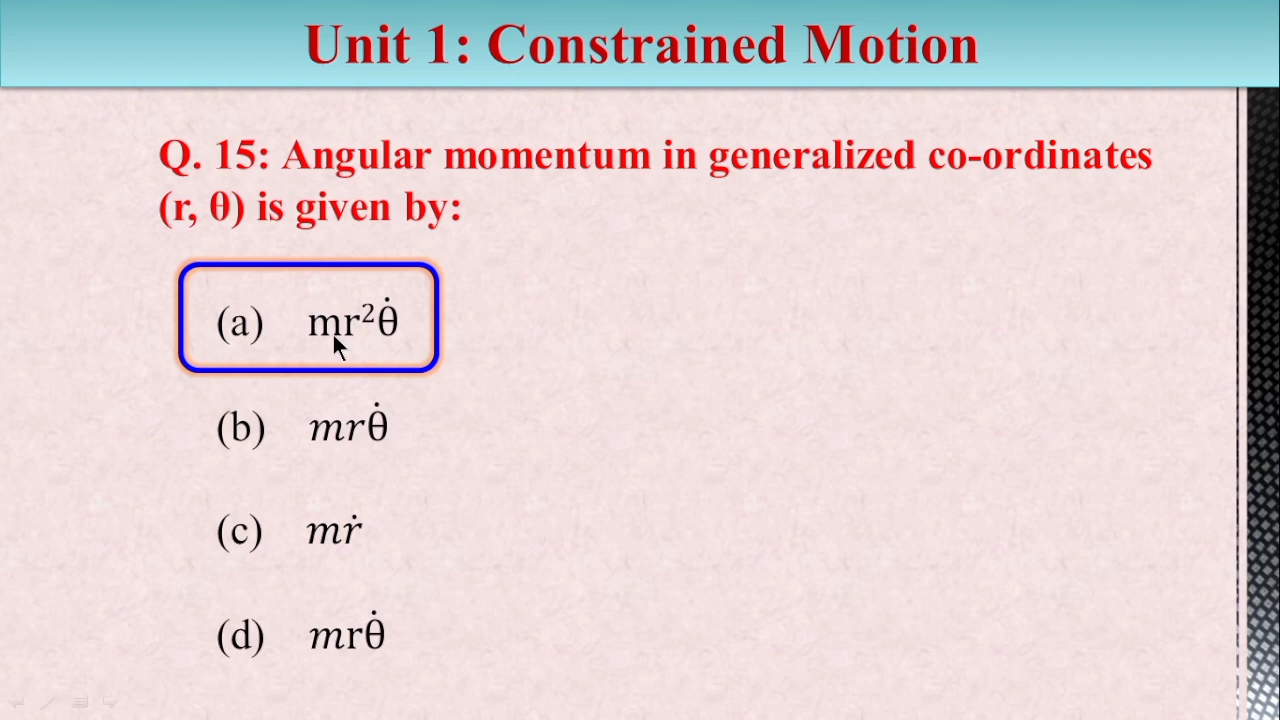 Unit 1: Constrained Motion
Q. 15: Angular momentum in generalized co-ordinates
(r, θ) is given by:
(a) mr²θ̇
(b) 𝑚𝑟θ̇
(c) 𝑚𝑟̇
(d) 𝑚rθ̇